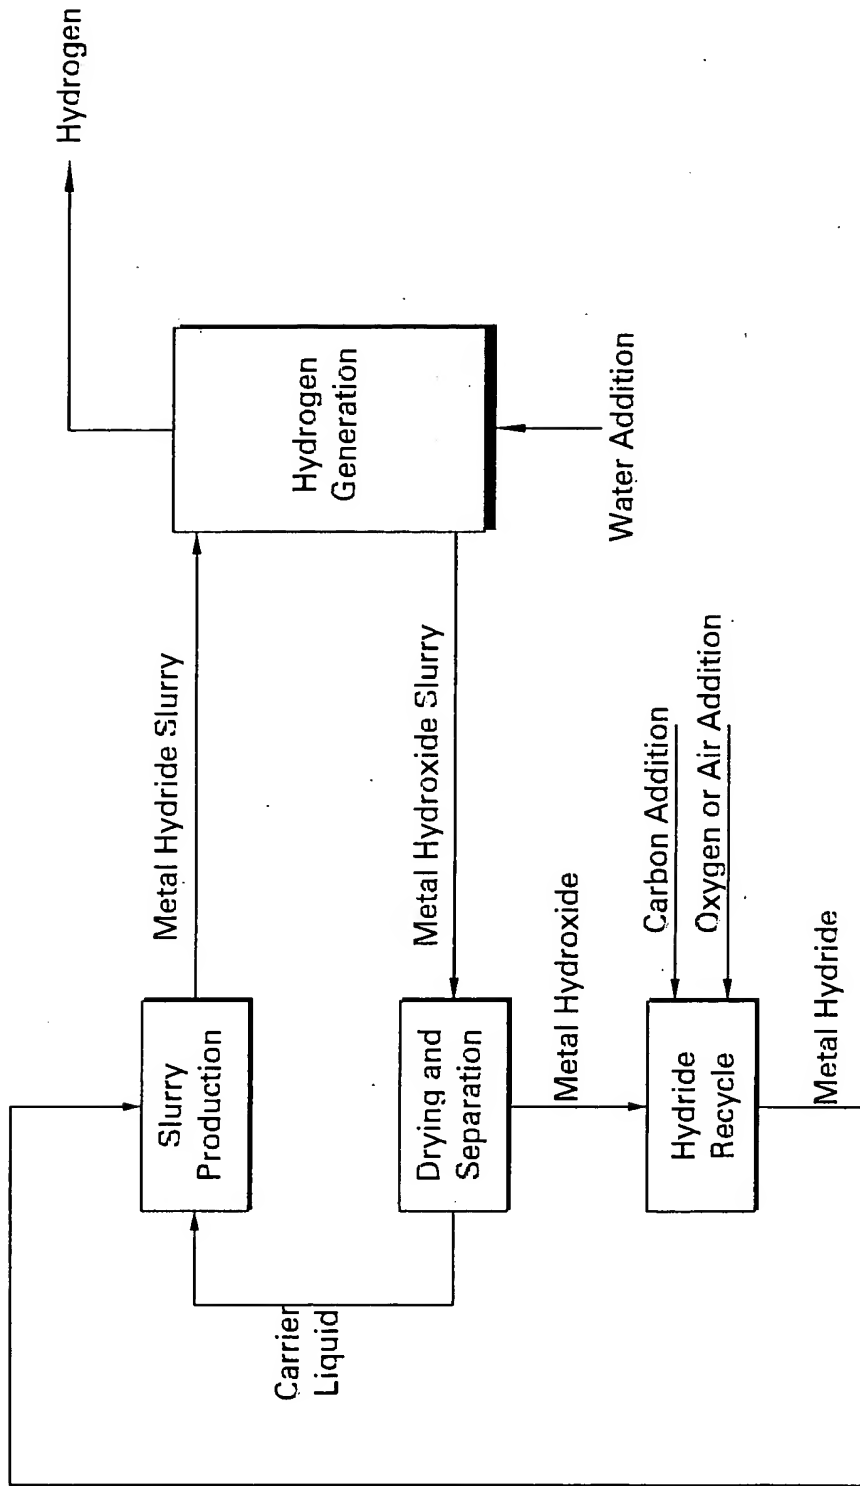 Hydrogen
Hydrogen
Generation
Water Addition
Metal Hydride Slurry
Metal Hydroxide Slurry
Slurry
Production
Drying and
Separation
Carrier
Liquid
Metal Hydroxide
Carbon Addition
Oxygen or Air Addition
Hydride
Recycle
Metal Hydride